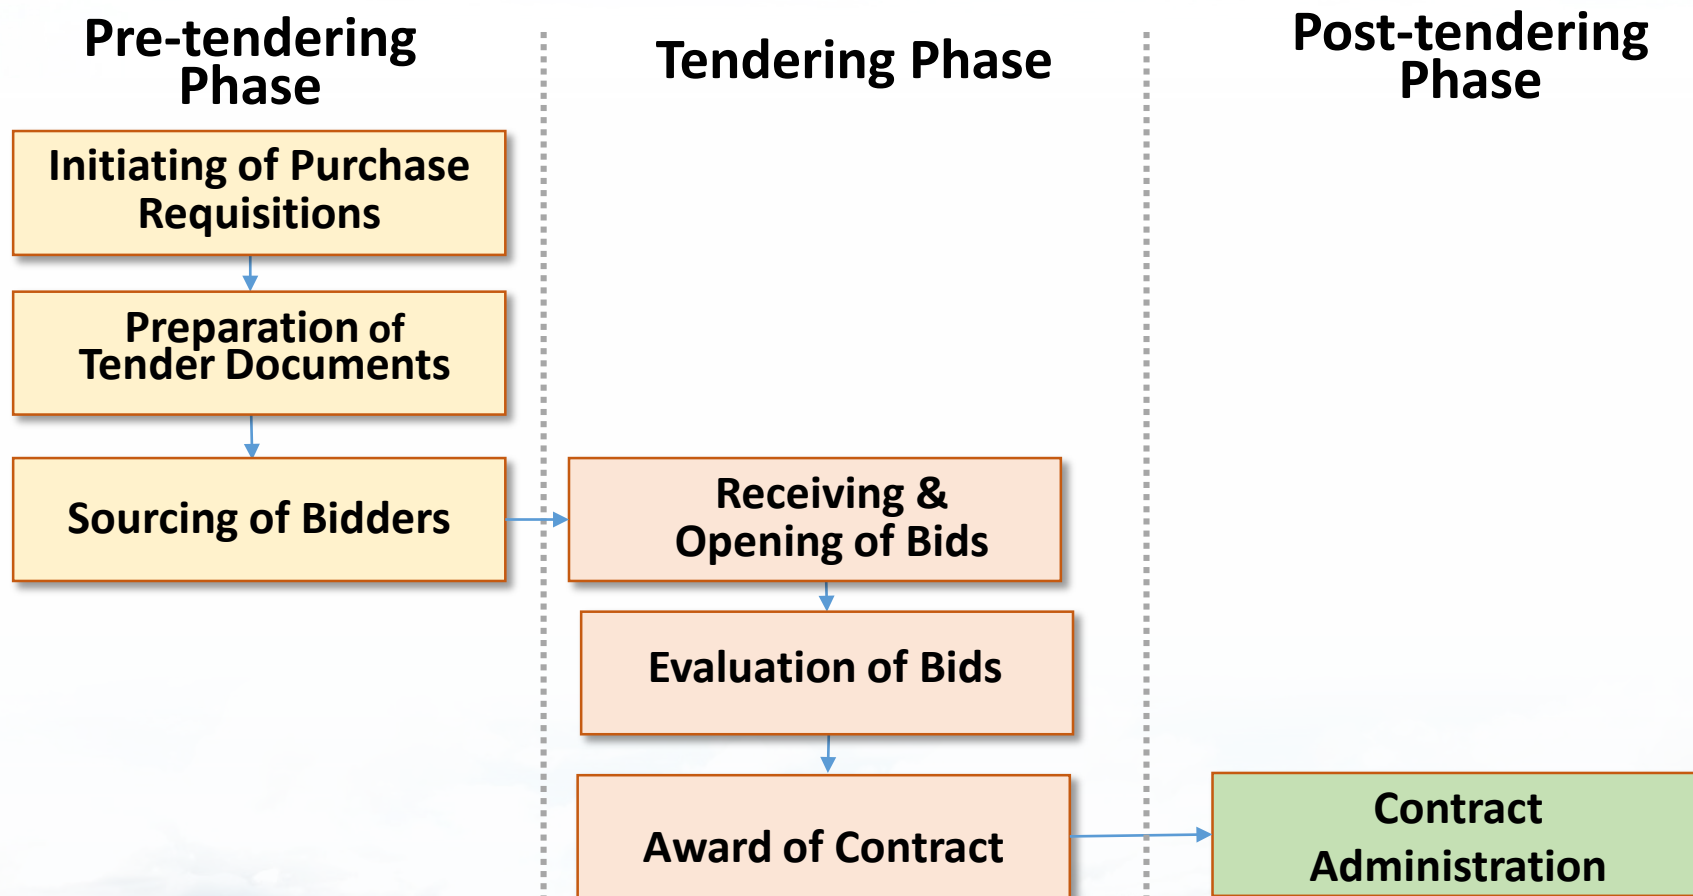 Pre-tendering
Phase
Tendering Phase
Post-tendering
Phase
Initiating of Purchase
Requisitions
Preparation of
Tender Documents
Sourcing of Bidders
Receiving &
Opening of Bids
Evaluation of Bids
Award of Contract
Contract
Administration